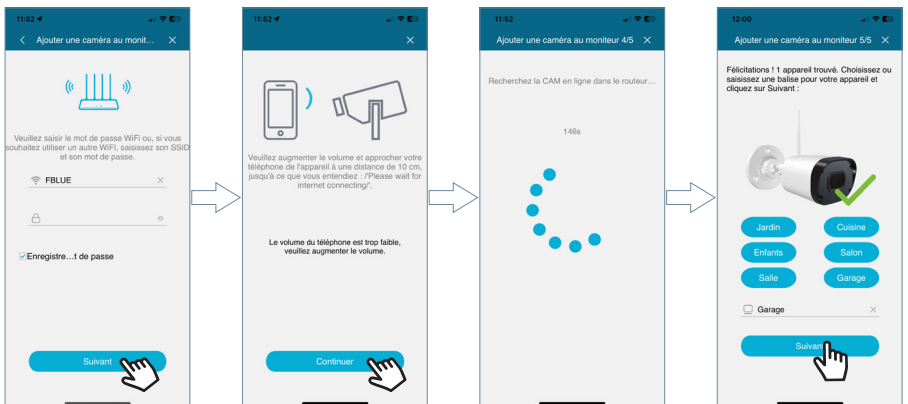 11:52
Ajouter une caméra au monit...
Veuillez saisir le mot de passe WiFi ou, si vous
souhaitez utiliser un autre WiFI, saisissez son SSID
et son mot de passe.
FBLUE
Enregistre...t de passe
Suivant
11:52
Veuillez augmenter le volume et approcher votre
téléphone de l'appareil à une distance de 10 cm,
jusqu'à ce que vous entendiez : /'Please wait for
internet connecting/'.
Le volume du téléphone est trop faible,
veuillez augmenter le volume.
Continuer
11:52
Ajouter une caméra au moniteur 4/5
Recherchez la CAM en ligne dans le routeur...
146s
12:00
Ajouter une caméra au moniteur 5/5
Félicitations ! 1 appareil trouvé. Choisissez ou
saisissez une balise pour votre appareil et
cliquez sur Suivant :
Jardin
Cuisine
Enfants
Salon
Salle
Garage
Garage
Suivant